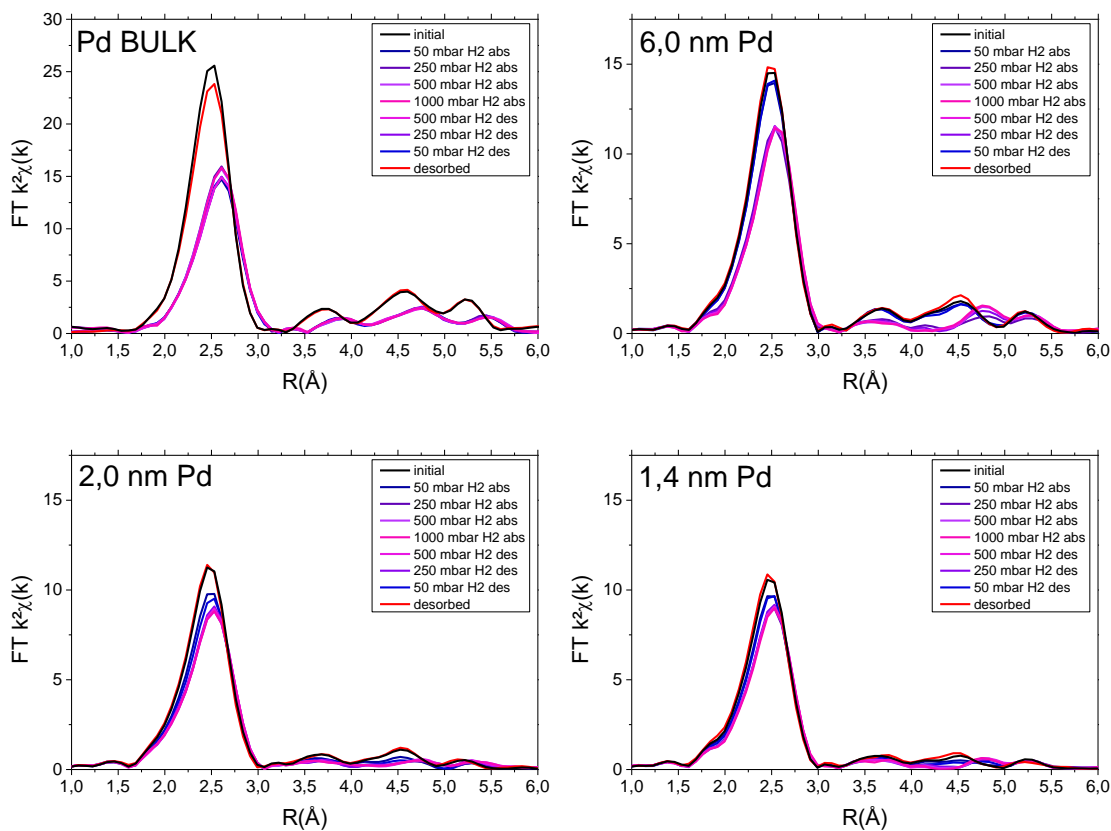 Pd BULK
initial
50 mbar H2 abs
250 mbar H2 abs
500 mbar H2 abs
1000 mbar H2 abs
500 mbar H2 des
250 mbar H2 des
50 mbar H2 des
desorbed
30
25
20
15
10
5
0
FT k²χ(k)
1,0 1,5 2,0 2,5 3,0 3,5 4,0 4,5 5,0 5,5 6,0
R(Å)
6,0 nm Pd
initial
50 mbar H2 abs
250 mbar H2 abs
500 mbar H2 abs
1000 mbar H2 abs
500 mbar H2 des
250 mbar H2 des
50 mbar H2 des
desorbed
15
10
5
0
FT k²χ(k)
1,0 1,5 2,0 2,5 3,0 3,5 4,0 4,5 5,0 5,5 6,0
R(Å)
2,0 nm Pd
initial
50 mbar H2 abs
250 mbar H2 abs
500 mbar H2 abs
1000 mbar H2 abs
500 mbar H2 des
250 mbar H2 des
50 mbar H2 des
desorbed
15
10
5
0
FT k²χ(k)
1,0 1,5 2,0 2,5 3,0 3,5 4,0 4,5 5,0 5,5 6,0
R(Å)
1,4 nm Pd
initial
50 mbar H2 abs
250 mbar H2 abs
500 mbar H2 abs
1000 mbar H2 abs
500 mbar H2 des
250 mbar H2 des
50 mbar H2 des
desorbed
15
10
5
0
FT k²χ(k)
1,0 1,5 2,0 2,5 3,0 3,5 4,0 4,5 5,0 5,5 6,0
R(Å)